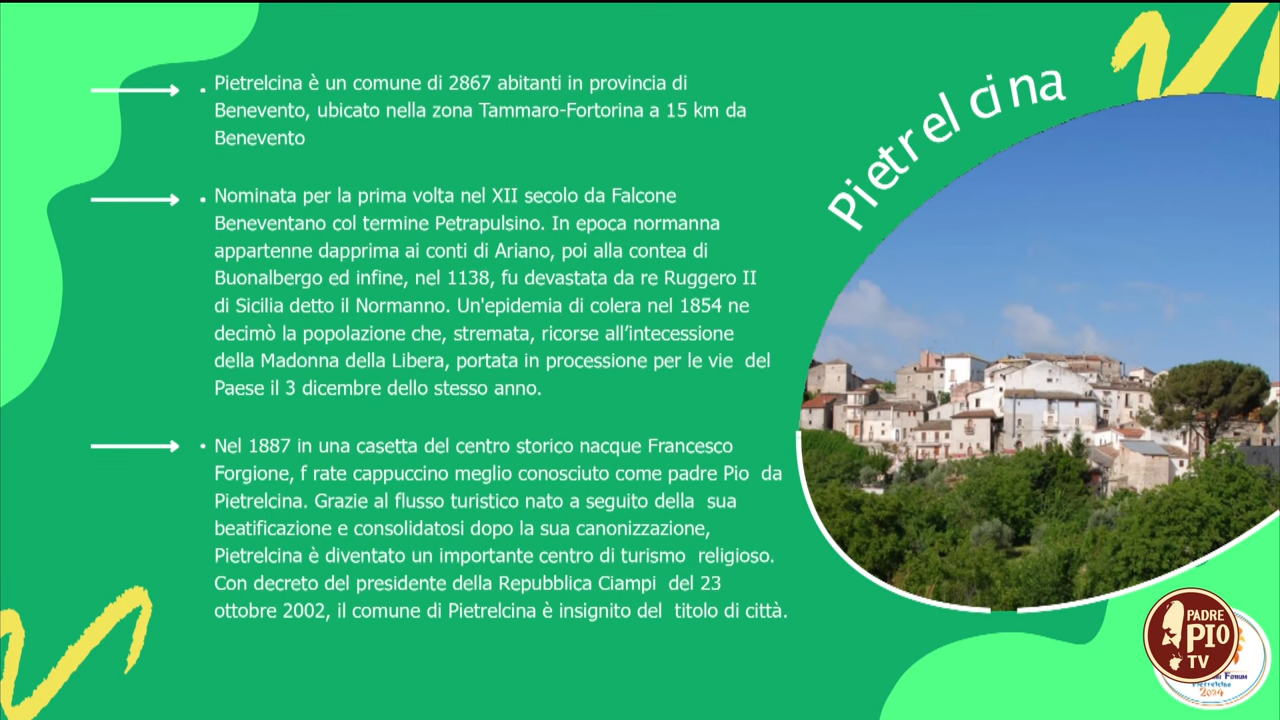 Pietrelcina è un comune di 2867 abitanti in provincia di
Benevento, ubicato nella zona Tammaro-Fortorina a 15 km da
Benevento
Nominata per la prima volta nel XII secolo da Falcone
Beneventano col termine Petrapulsino. In epoca normanna
appartenne dapprima ai conti di Ariano, poi alla contea di
Buonalbergo ed infine, nel 1138, fu devastata da re Ruggero II
di Sicilia detto il Normanno. Un'epidemia di colera nel 1854 ne
decimò la popolazione che, stremata, ricorse all’intecessione
della Madonna della Libera, portata in processione per le vie del
Paese il 3 dicembre dello stesso anno.
Nel 1887 in una casetta del centro storico nacque Francesco
Forgione, f rate cappuccino meglio conosciuto come padre Pio da
Pietrelcina. Grazie al flusso turistico nato a seguito della sua
beatificazione e consolidatosi dopo la sua canonizzazione,
Pietrelcina è diventato un importante centro di turismo religioso.
Con decreto del presidente della Repubblica Ciampi del 23
ottobre 2002, il comune di Pietrelcina è insignito del titolo di città.
Pietrelcina
PADRE
PIO
TV
Forum
Pietrelcina
2024